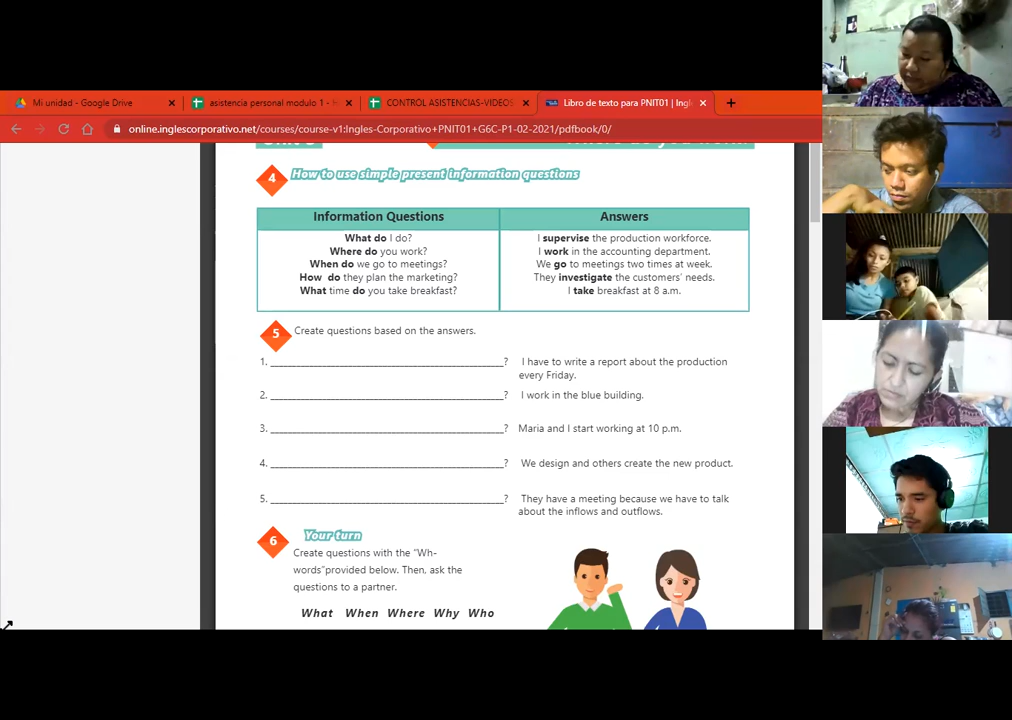 Mi unidad - Google Drive
asistencia personal modulo 1 -
CONTROL ASISTENCIAS-VIDEOS
Libro de texto para PNIT01 | Ingl
online.inglescorporativo.net/courses/course-v1:Ingles-Corporativo+PNIT01+G6C-P1-02-2021/pdfbook/0/
4 How to use simple present information questions
Information Questions Answers
What do I do? I supervise the production workforce.
Where do you work? I work in the accounting department.
When do we go to meetings? We go to meetings two times at week.
How do they plan the marketing? They investigate the customers' needs.
What time do you take breakfast? I take breakfast at 8 a.m.
5 Create questions based on the answers.
1. ______________________________? I have to write a report about the production
every Friday.
2. ______________________________? I work in the blue building.
3. ______________________________? Maria and I start working at 10 p.m.
4. ______________________________? We design and others create the new product.
5. ______________________________? They have a meeting because we have to talk
about the inflows and outflows.
6 Your turn
Create questions with the "Wh-
words"provided below. Then, ask the
questions to a partner.
What When Where Why Who